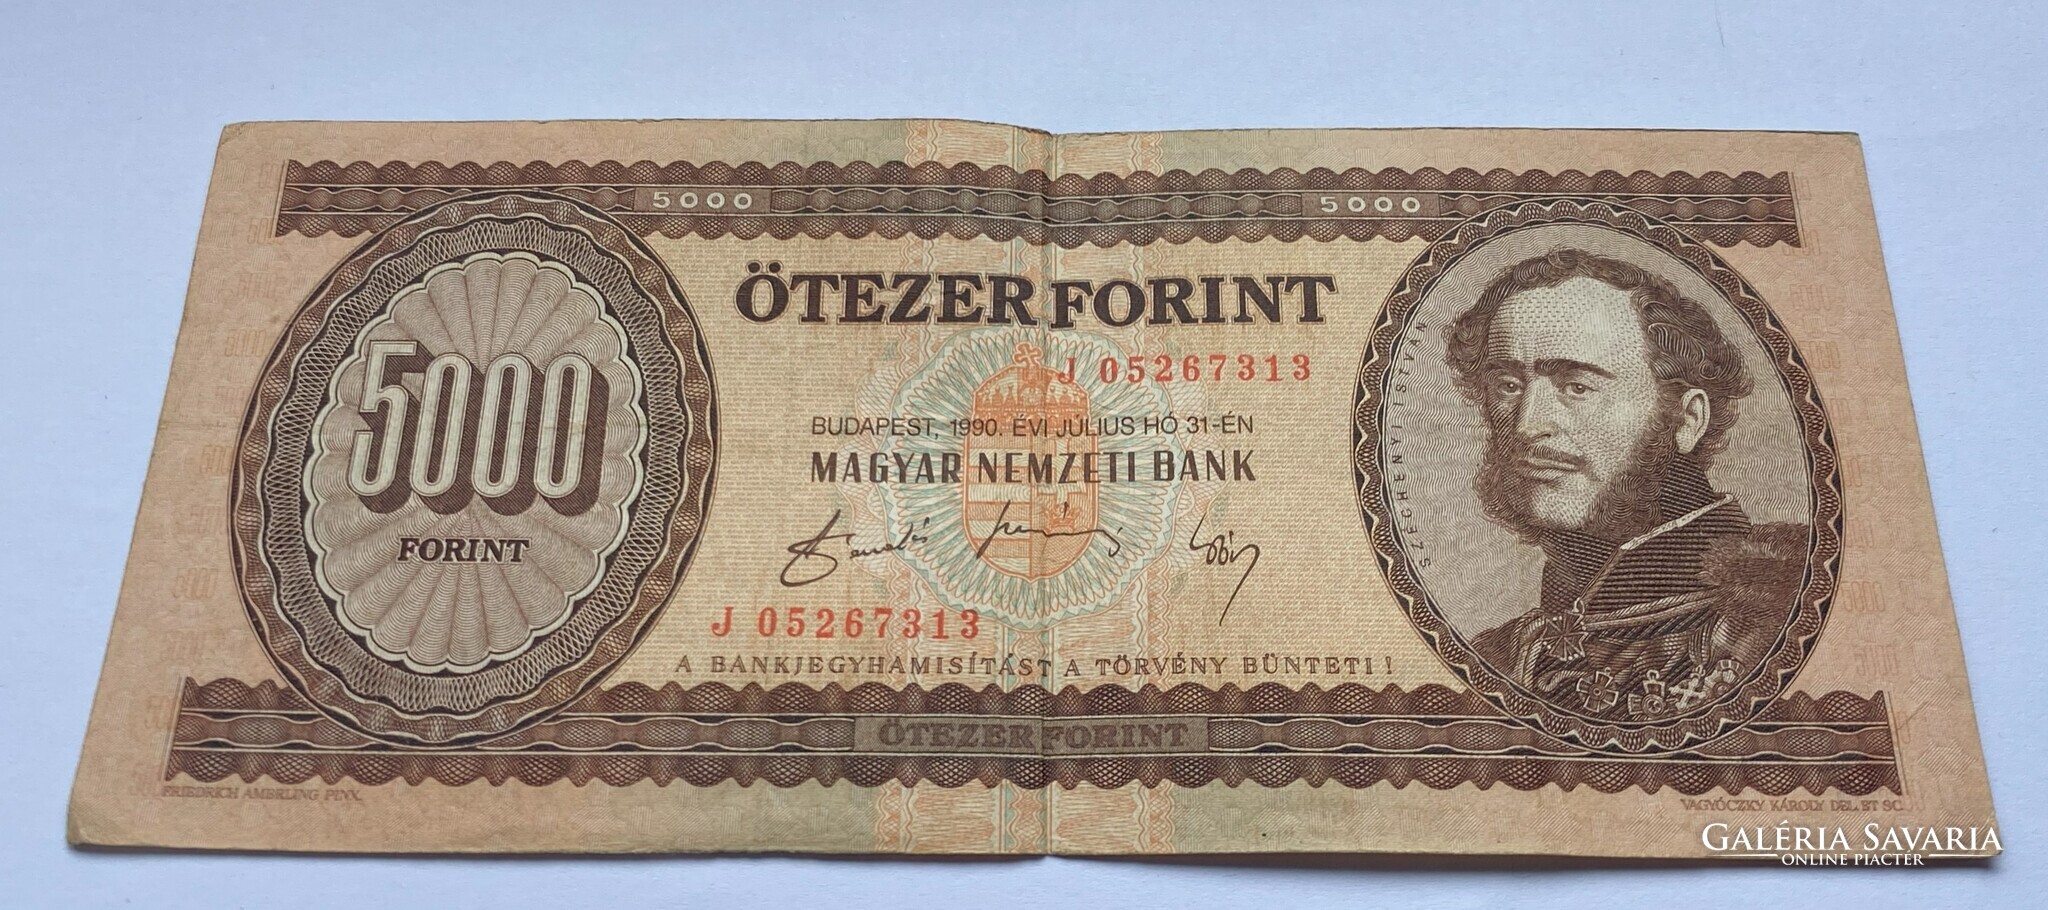 5000 5000
ÖTEZER FORINT
J 05267313
BUDAPEST, 1990. ÉVI JÚLIUS HÓ 31-ÉN
MAGYAR NEMZETI BANK
5000
FORINT
SZÉCHENYI ISTVÁN
J 05267313
A BANKJEGYHAMISÍTÁST A TÖRVÉNY BÜNTETI !
ÖTEZER FORINT
FRIEDRICH AMERLING PINX.
VAGYÓCZKY KÁROLY DEL. ET SC.
GALÉRIA SAVARIA
ONLINE PIACTÉR